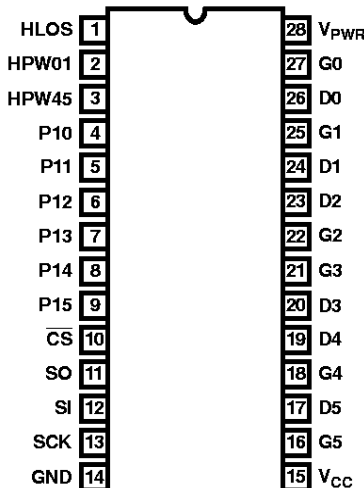 HLOS 1 28 VPWR
HPW01 2 27 G0
HPW45 3 26 D0
P10 4 25 G1
P11 5 24 D1
P12 6 23 D2
P13 7 22 G2
P14 8 21 G3
P15 9 20 D3
C̅S̅ 10 19 D4
SO 11 18 G4
SI 12 17 D5
SCK 13 16 G5
GND 14 15 VCC